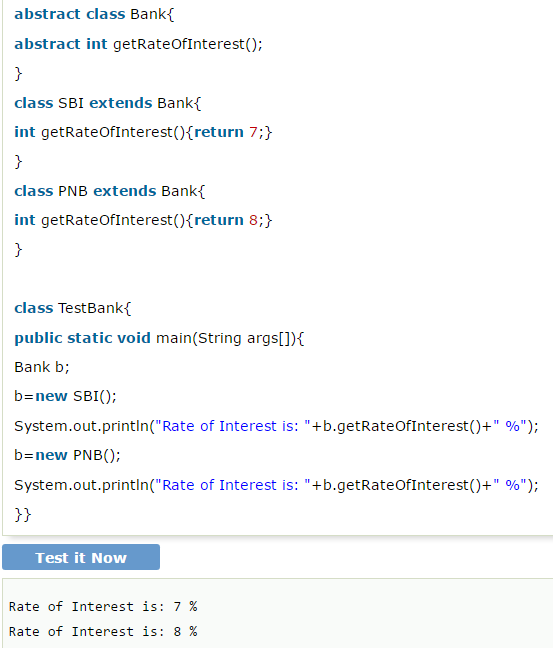 abstract class Bank{
abstract int getRateOfInterest();
}
class SBI extends Bank{
int getRateOfInterest(){return 7;}
}
class PNB extends Bank{
int getRateOfInterest(){return 8;}
}
class TestBank{
public static void main(String args[]){
Bank b;
b=new SBI();
System.out.println("Rate of Interest is: "+b.getRateOfInterest()+" %");
b=new PNB();
System.out.println("Rate of Interest is: "+b.getRateOfInterest()+" %");
}}
Test it Now
Rate of Interest is: 7 %
Rate of Interest is: 8 %